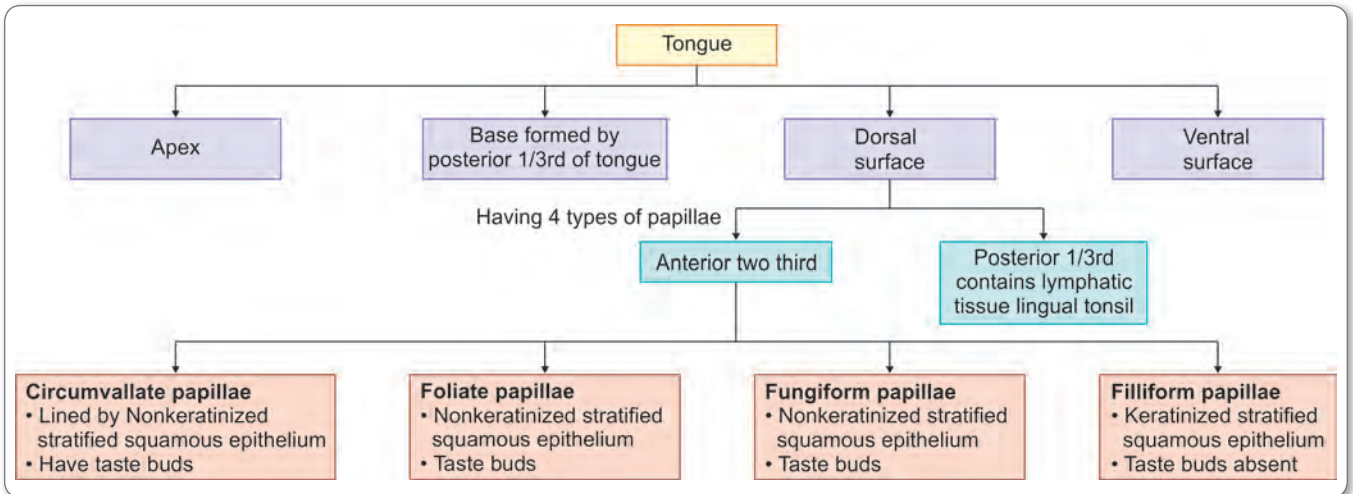 Tongue
Apex
Base formed by
posterior 1/3rd of tongue
Dorsal
surface
Ventral
surface
Having 4 types of papillae
Anterior two third
Posterior 1/3rd
contains lymphatic
tissue lingual tonsil
Circumvallate papillae
• Lined by Nonkeratinized
stratified squamous epithelium
• Have taste buds
Foliate papillae
• Nonkeratinized stratified
squamous epithelium
• Taste buds
Fungiform papillae
• Nonkeratinized stratified
squamous epithelium
• Taste buds
Filliform papillae
• Keratinized stratified
squamous epithelium
• Taste buds absent